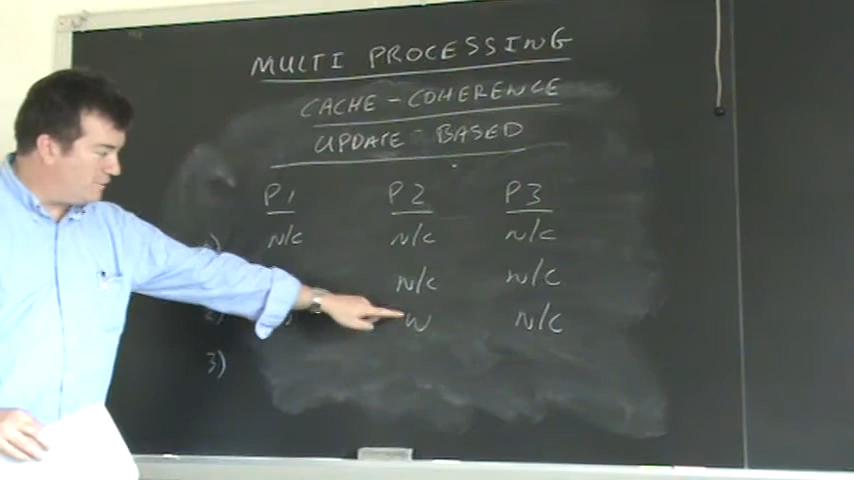 MULTI PROCESSING
CACHE-COHERENCE
UPDATE-BASED
P1 P2 P3
N/C N/C N/C
N/C N/C
W N/C
3)